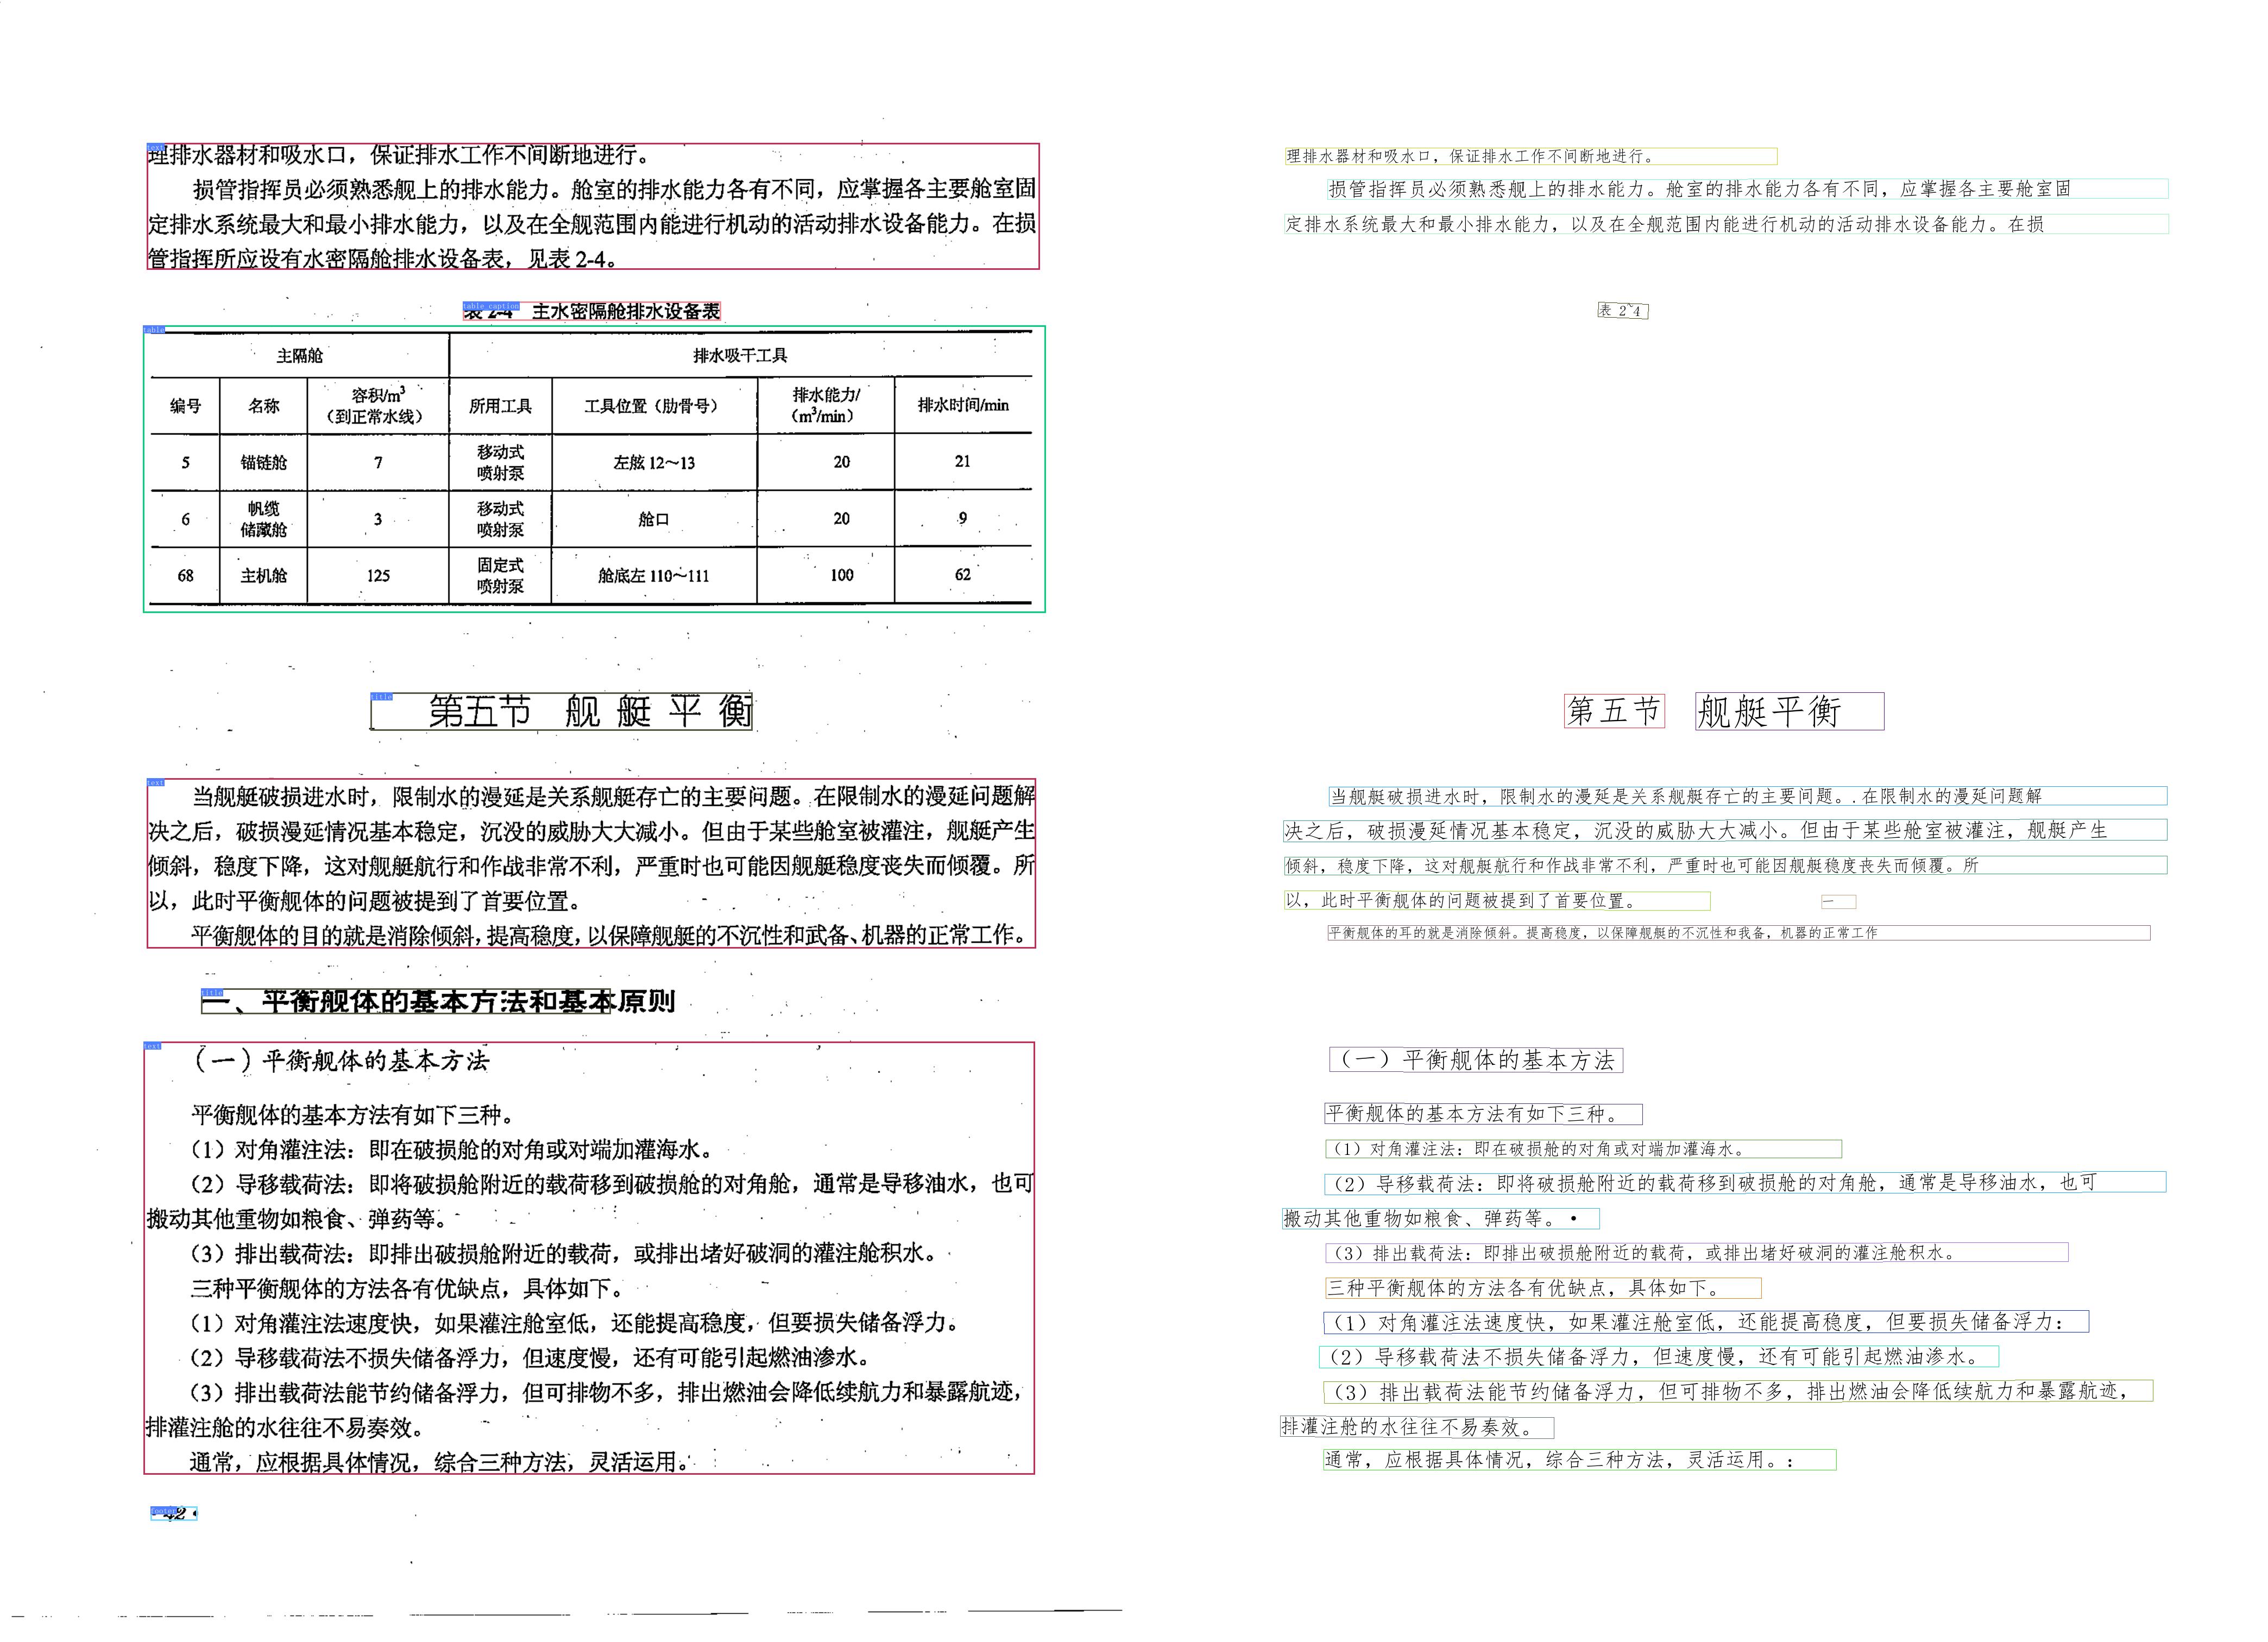 理排水器材和吸水口，保证排水工作不间断地进行。
损管指挥员必须熟悉舰上的排水能力。舱室的排水能力各有不同，应掌握各主要舱室固
定排水系统最大和最小排水能力，以及在全舰范围内能进行机动的活动排水设备能力。在损
管指挥所应设有水密隔舱排水设备表，见表 2-4。
table caption
表 2-4 主水密隔舱排水设备表
table
主隔舱 排水吸干工具
编号 名称 容积/m³（到正常水线） 所用工具 工具位置（肋骨号） 排水能力/（m³/min） 排水时间/min
5 锚链舱 7 移动式喷射泵 左舷 12～13 20 21
6 帆缆储藏舱 3 移动式喷射泵 舱口 20 9
68 主机舱 125 固定式喷射泵 舱底左 110～111 100 62
title
第五节 舰艇平衡
text
当舰艇破损进水时，限制水的漫延是关系舰艇存亡的主要问题。在限制水的漫延问题解
决之后，破损漫延情况基本稳定，沉没的威胁大大减小。但由于某些舱室被灌注，舰艇产生
倾斜，稳度下降，这对舰艇航行和作战非常不利，严重时也可能因舰艇稳度丧失而倾覆。所
以，此时平衡舰体的问题被提到了首要位置。
平衡舰体的目的就是消除倾斜，提高稳度，以保障舰艇的不沉性和武备、机器的正常工作。
title
一、平衡舰体的基本方法和基本原则
text
（一）平衡舰体的基本方法
平衡舰体的基本方法有如下三种。
（1）对角灌注法：即在破损舱的对角或对端加灌海水。
（2）导移载荷法：即将破损舱附近的载荷移到破损舱的对角舱，通常是导移油水，也可
搬动其他重物如粮食、弹药等。
（3）排出载荷法：即排出破损舱附近的载荷，或排出堵好破洞的灌注舱积水。
三种平衡舰体的方法各有优缺点，具体如下。
（1）对角灌注法速度快，如果灌注舱室低，还能提高稳度，但要损失储备浮力。
（2）导移载荷法不损失储备浮力，但速度慢，还有可能引起燃油渗水。
（3）排出载荷法能节约储备浮力，但可排物不多，排出燃油会降低续航力和暴露航迹，
排灌注舱的水往往不易奏效。
通常，应根据具体情况，综合三种方法，灵活运用。
footer
42 •
理排水器材和吸水口，保证排水工作不间断地进行。
损管指挥员必须熟悉舰上的排水能力。舱室的排水能力各有不同，应掌握各主要舱室固
定排水系统最大和最小排水能力，以及在全舰范围内能进行机动的活动排水设备能力。在损
表 2~4
第五节 舰艇平衡
当舰艇破损进水时，限制水的漫延是关系舰艇存亡的主要问题。.在限制水的漫延问题解
决之后，破损漫延情况基本稳定，沉没的威胁大大减小。但由于某些舱室被灌注，舰艇产生
倾斜，稳度下降，这对舰艇航行和作战非常不利，严重时也可能因舰艇稳度丧失而倾覆。所
以，此时平衡舰体的问题被提到了首要位置。 一
平衡舰体的耳的就是消除倾斜。提高稳度，以保障舰艇的不沉性和我备，机器的正常工作
（一）平衡舰体的基本方法
平衡舰体的基本方法有如下三种。
（1）对角灌注法：即在破损舱的对角或对端加灌海水。
（2）导移载荷法：即将破损舱附近的载荷移到破损舱的对角舱，通常是导移油水，也可
搬动其他重物如粮食、弹药等。•
（3）排出载荷法：即排出破损舱附近的载荷，或排出堵好破洞的灌注舱积水。
三种平衡舰体的方法各有优缺点，具体如下。
（1）对角灌注法速度快，如果灌注舱室低，还能提高稳度，但要损失储备浮力：
（2）导移载荷法不损失储备浮力，但速度慢，还有可能引起燃油渗水。
（3）排出载荷法能节约储备浮力，但可排物不多，排出燃油会降低续航力和暴露航迹，
排灌注舱的水往往不易奏效。
通常，应根据具体情况，综合三种方法，灵活运用。：